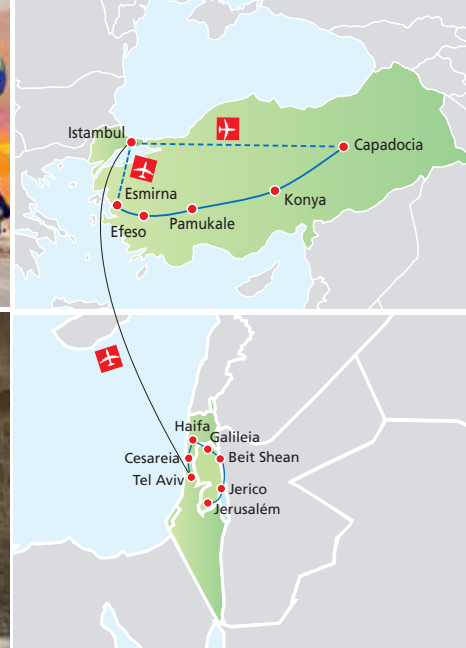 Istambul
Capadocia
Esmirna
Konya
Efeso
Pamukale
Haifa
Galileia
Cesareia
Beit Shean
Tel Aviv
Jerico
Jerusalém